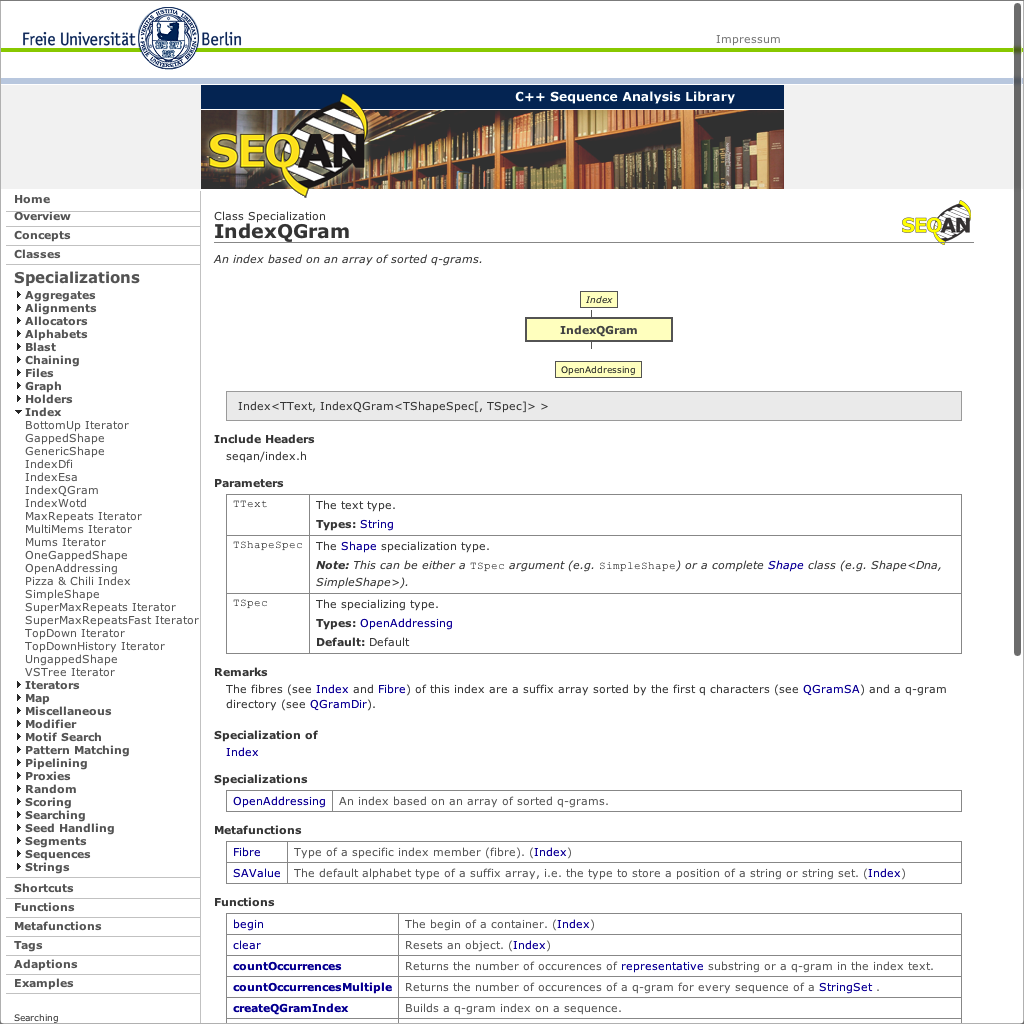 Freie Universität Berlin
Impressum
C++ Sequence Analysis Library
SEQAN
Home
Overview
Concepts
Classes
Specializations
Aggregates
Alignments
Allocators
Alphabets
Blast
Chaining
Files
Graph
Holders
Index
BottomUp Iterator
GappedShape
GenericShape
IndexDfi
IndexEsa
IndexQGram
IndexWotd
MaxRepeats Iterator
MultiMems Iterator
Mums Iterator
OneGappedShape
OpenAddressing
Pizza & Chili Index
SimpleShape
SuperMaxRepeats Iterator
SuperMaxRepeatsFast Iterator
TopDown Iterator
TopDownHistory Iterator
UngappedShape
VSTree Iterator
Iterators
Map
Miscellaneous
Modifier
Motif Search
Pattern Matching
Pipelining
Proxies
Random
Scoring
Searching
Seed Handling
Segments
Sequences
Strings
Shortcuts
Functions
Metafunctions
Tags
Adaptions
Examples
Searching
Class Specialization
IndexQGram
SEQAN
An index based on an array of sorted q-grams.
Index
IndexQGram
OpenAddressing
Index<TText, IndexQGram<TShapeSpec[, TSpec]> >
Include Headers
seqan/index.h
Parameters
TText The text type.
Types: String
TShapeSpec The Shape specialization type.
Note: This can be either a TSpec argument (e.g. SimpleShape) or a complete Shape class (e.g. Shape<Dna,
SimpleShape>).
TSpec The specializing type.
Types: OpenAddressing
Default: Default
Remarks
The fibres (see Index and Fibre) of this index are a suffix array sorted by the first q characters (see QGramSA) and a q-gram
directory (see QGramDir).
Specialization of
Index
Specializations
OpenAddressing An index based on an array of sorted q-grams.
Metafunctions
Fibre Type of a specific index member (fibre). (Index)
SAValue The default alphabet type of a suffix array, i.e. the type to store a position of a string or string set. (Index)
Functions
begin The begin of a container. (Index)
clear Resets an object. (Index)
countOccurrences Returns the number of occurences of representative substring or a q-gram in the index text.
countOccurrencesMultiple Returns the number of occurences of a q-gram for every sequence of a StringSet .
createQGramIndex Builds a q-gram index on a sequence.